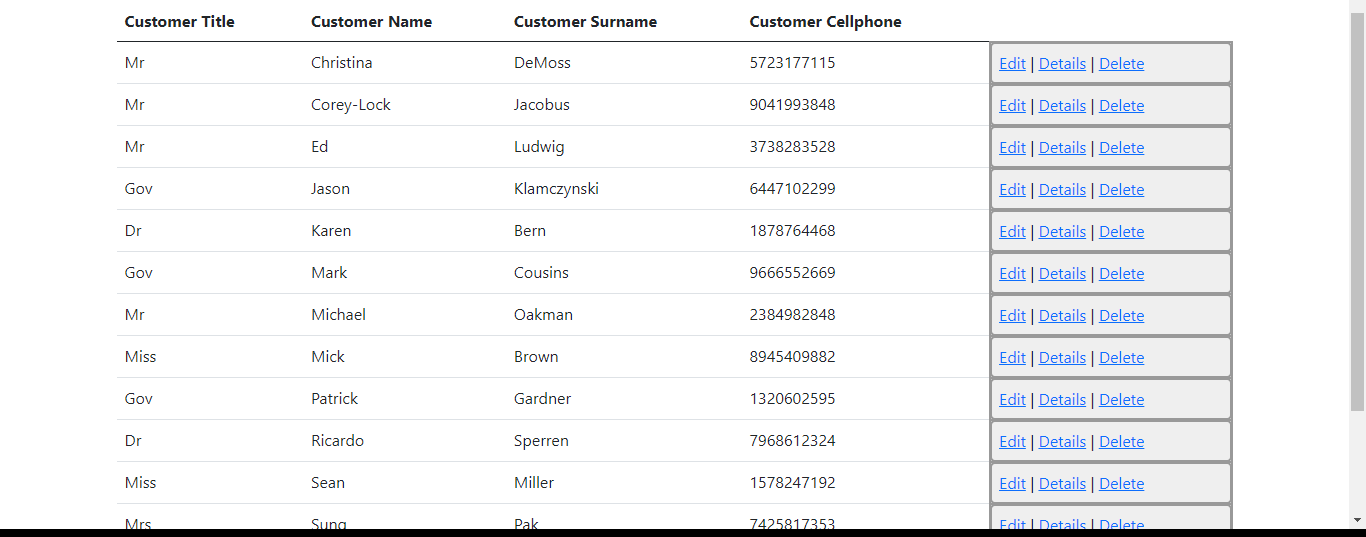 Customer Title Customer Name Customer Surname Customer Cellphone
Mr Christina DeMoss 5723177115 Edit | Details | Delete
Mr Corey-Lock Jacobus 9041993848 Edit | Details | Delete
Mr Ed Ludwig 3738283528 Edit | Details | Delete
Gov Jason Klamczynski 6447102299 Edit | Details | Delete
Dr Karen Bern 1878764468 Edit | Details | Delete
Gov Mark Cousins 9666552669 Edit | Details | Delete
Mr Michael Oakman 2384982848 Edit | Details | Delete
Miss Mick Brown 8945409882 Edit | Details | Delete
Gov Patrick Gardner 1320602595 Edit | Details | Delete
Dr Ricardo Sperren 7968612324 Edit | Details | Delete
Miss Sean Miller 1578247192 Edit | Details | Delete
Mrs Sung Pak 7425817353 Edit | Details | Delete